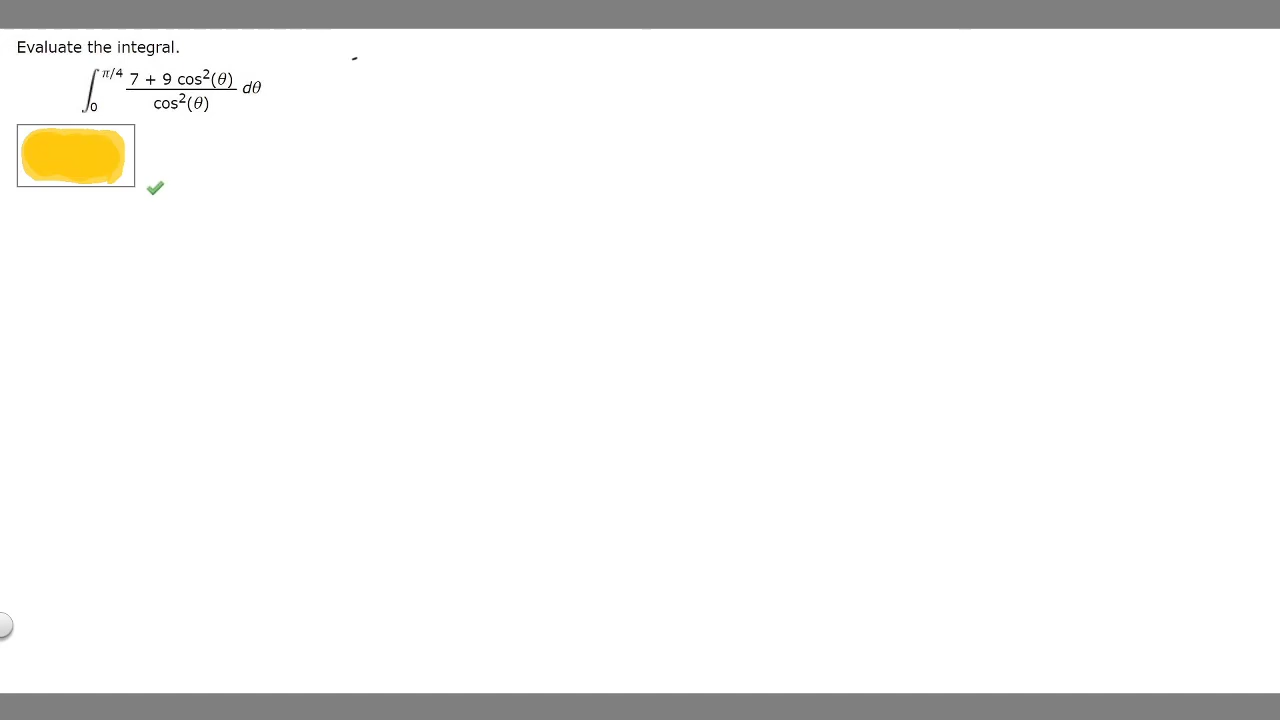 Evaluate the integral.
∫₀^(π/4) (7 + 9 cos²(θ))/(cos²(θ)) dθ